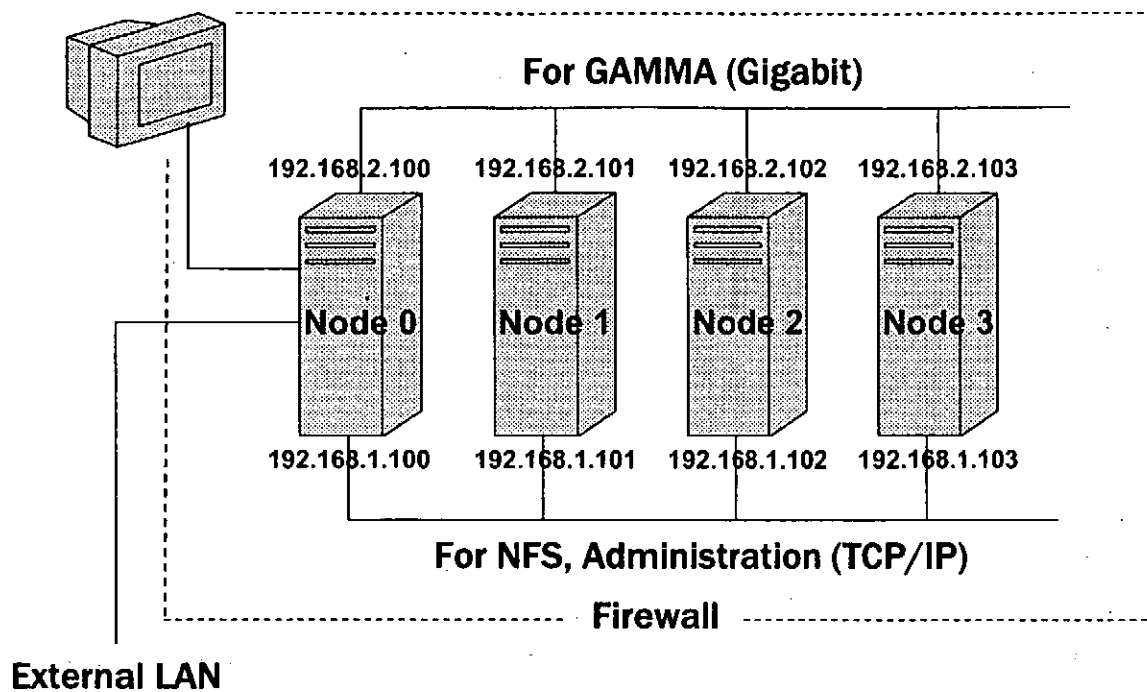 For GAMMA (Gigabit)
192.168.2.100 192.168.2.101 192.168.2.102 192.168.2.103
Node 0 Node 1 Node 2 Node 3
192.168.1.100 192.168.1.101 192.168.1.102 192.168.1.103
For NFS, Administration (TCP/IP)
Firewall
External LAN